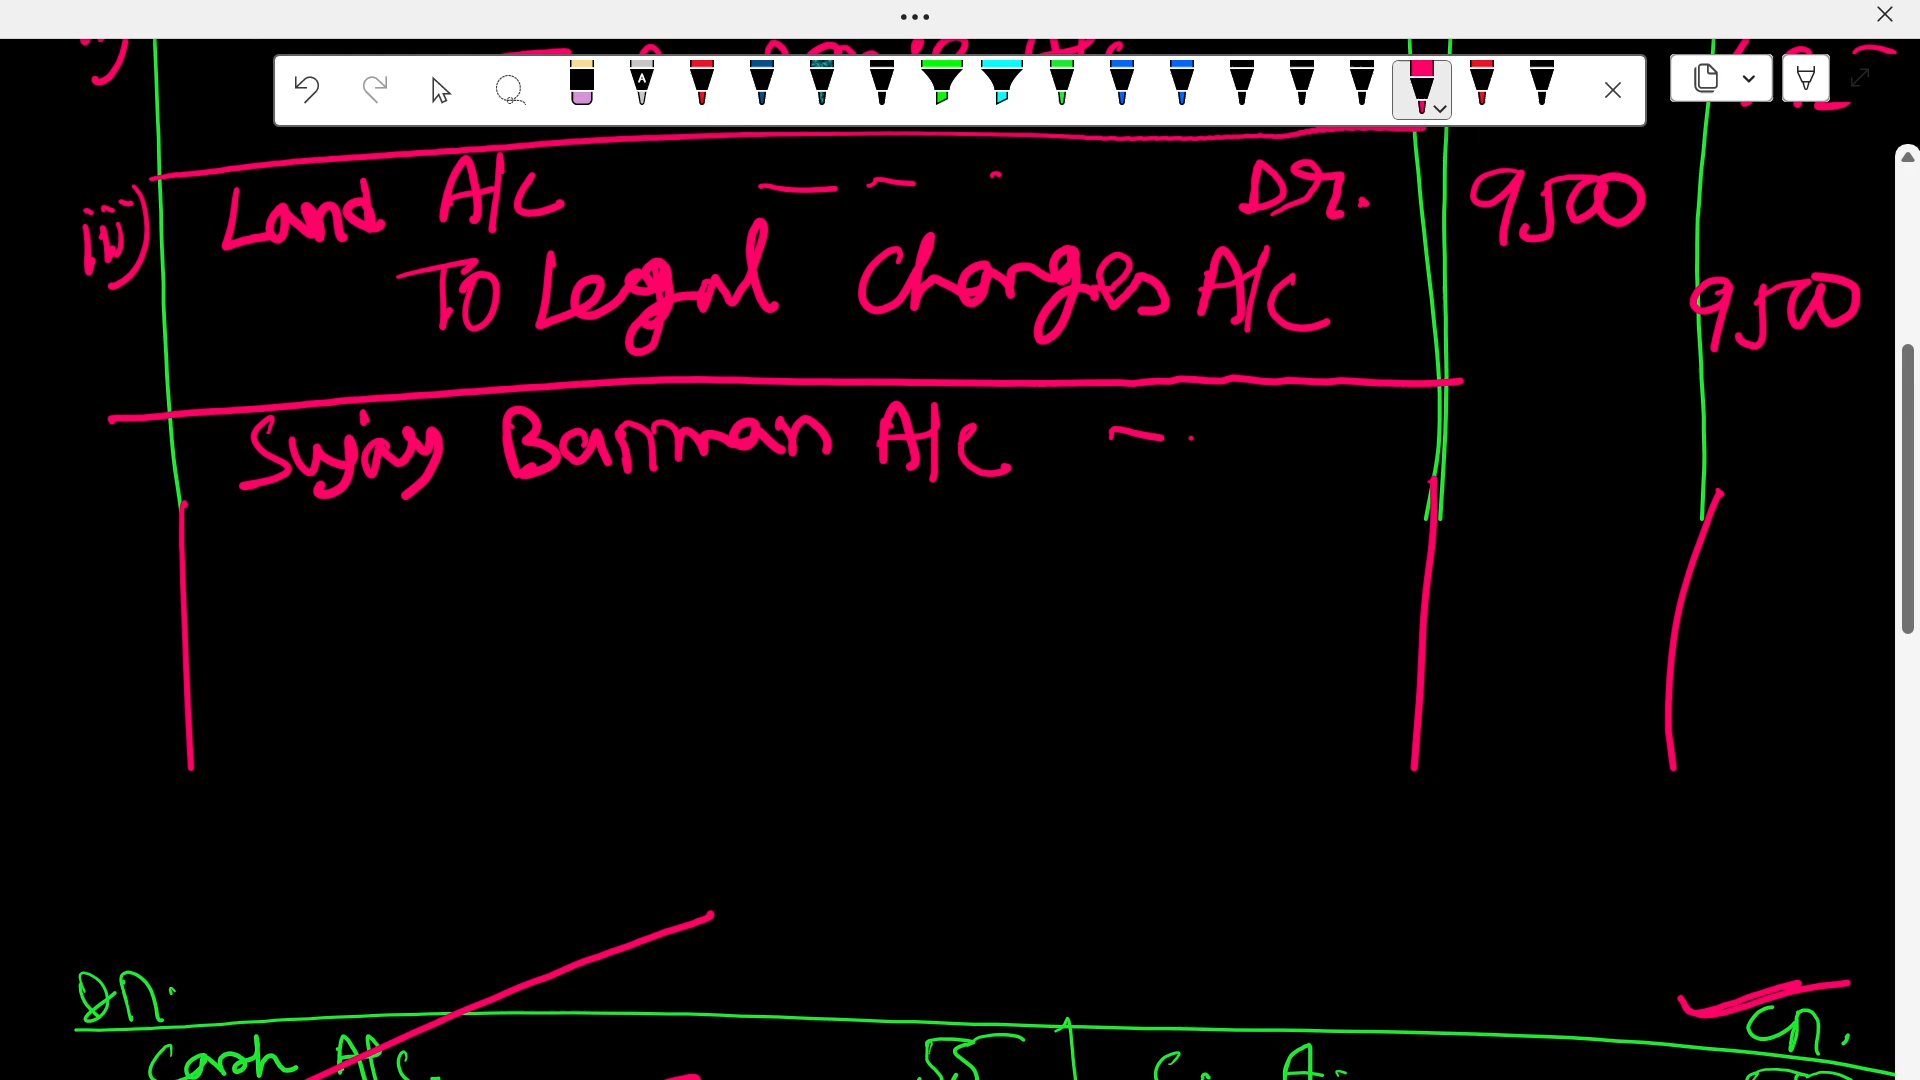 iii) Land A/C — — . Dr. 9500
To Legal Charges A/C 9500
Sujay Barman A/C — .
Dr. Cr.
Cash A/c.